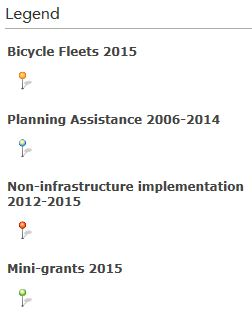 Legend
Bicycle Fleets 2015
Planning Assistance 2006-2014
Non-infrastructure implementation
2012-2015
Mini-grants 2015